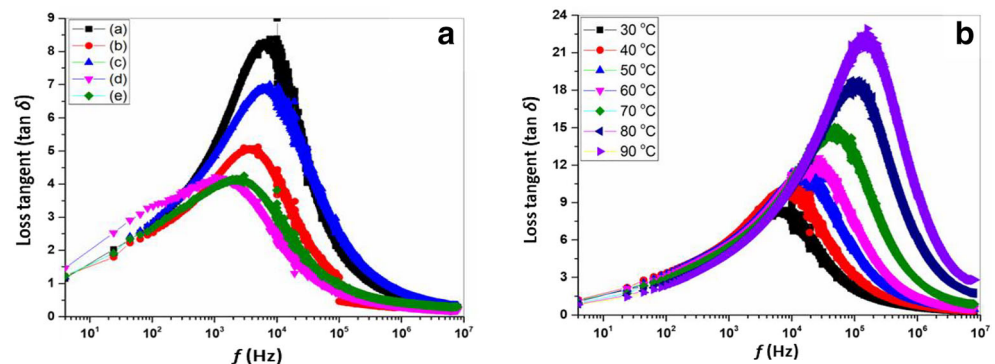 a
(a)
(b)
(c)
(d)
(e)
9
8
7
6
5
4
3
2
1
0
Loss tangent (tan δ)
10¹ 10² 10³ 10⁴ 10⁵ 10⁶ 10⁷
f (Hz)
b
30 °C
40 °C
50 °C
60 °C
70 °C
80 °C
90 °C
24
21
18
15
12
9
6
3
0
Loss tangent (tan δ)
10¹ 10² 10³ 10⁴ 10⁵ 10⁶ 10⁷
f (Hz)